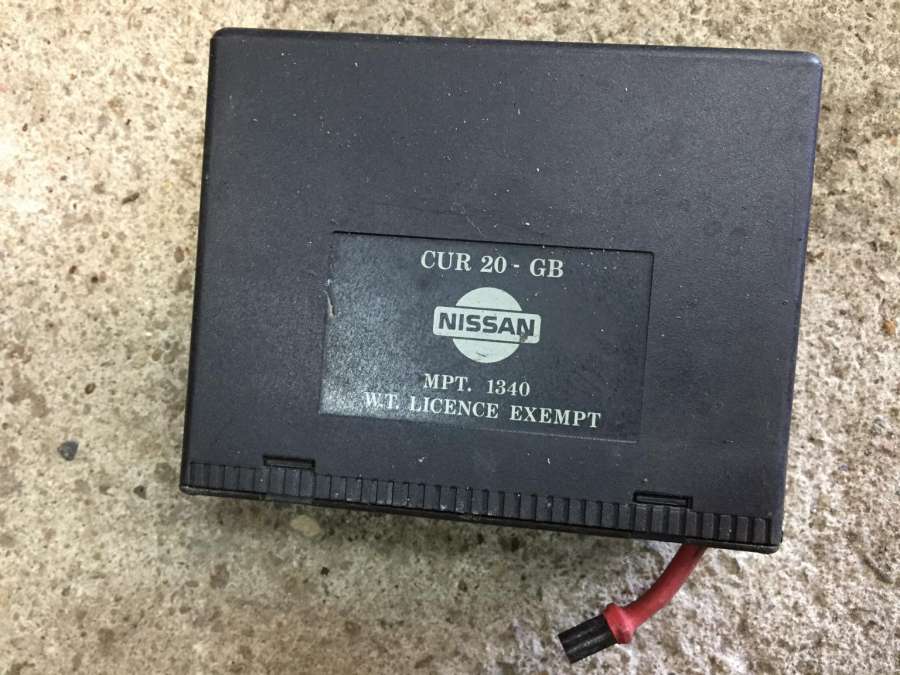 CUR 20 - GB
NISSAN
MPT. 1340
W.T. LICENCE EXEMPT